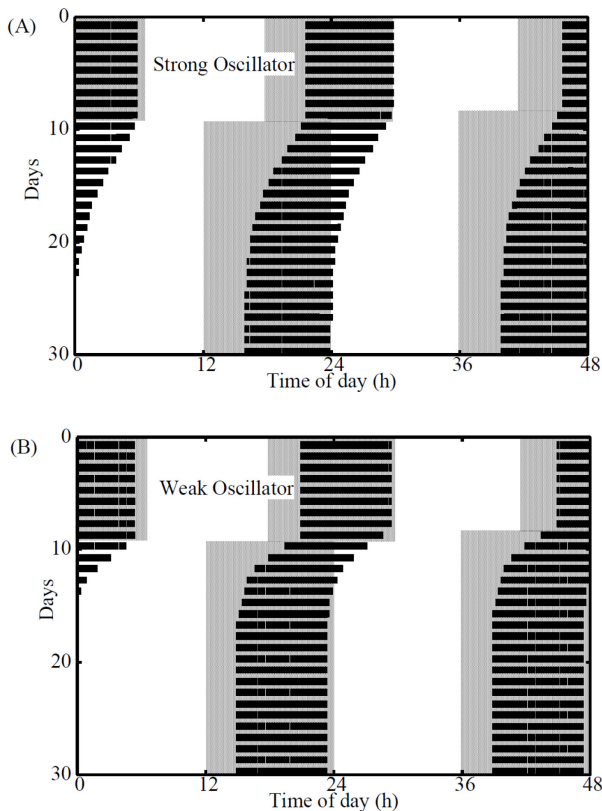 (A)
0
Strong Oscillator
10
Days
20
30
0 12 24 36 48
Time of day (h)
(B)
0
Weak Oscillator
10
Days
20
30
0 12 24 36 48
Time of day (h)